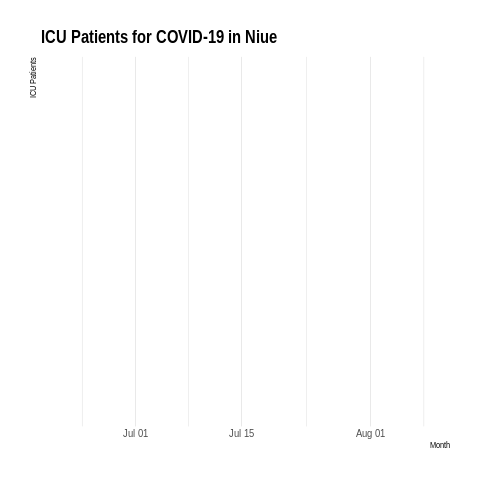 ICU Patients for COVID-19 in Niue
ICU Patients
Jul 01
Jul 15
Aug 01
Month